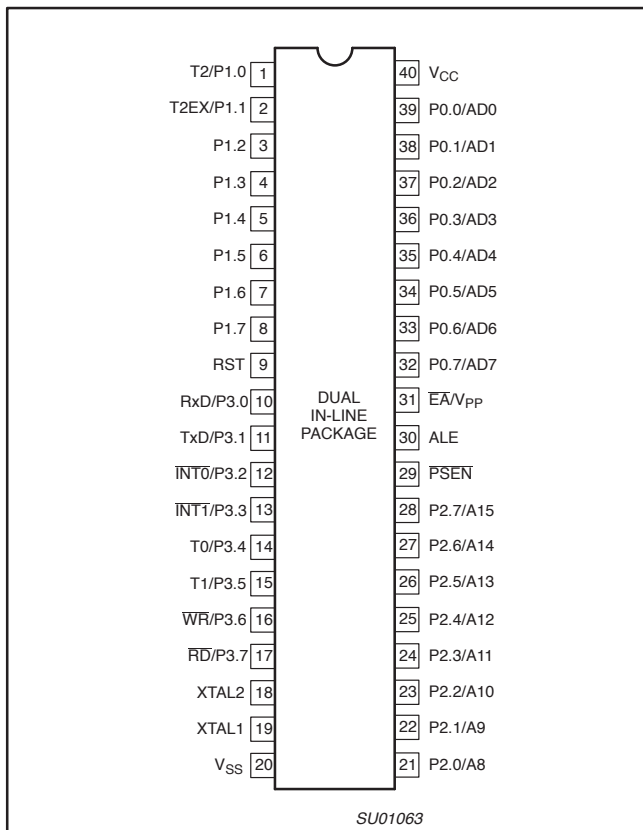 T2/P1.0 1 40 VCC
T2EX/P1.1 2 39 P0.0/AD0
P1.2 3 38 P0.1/AD1
P1.3 4 37 P0.2/AD2
P1.4 5 36 P0.3/AD3
P1.5 6 35 P0.4/AD4
P1.6 7 34 P0.5/AD5
P1.7 8 33 P0.6/AD6
RST 9 32 P0.7/AD7
RxD/P3.0 10 31 E̅A̅/VPP
DUAL
IN-LINE
PACKAGE
TxD/P3.1 11 30 ALE
I̅N̅T̅0̅/P3.2 12 29 P̅S̅E̅N̅
I̅N̅T̅1̅/P3.3 13 28 P2.7/A15
T0/P3.4 14 27 P2.6/A14
T1/P3.5 15 26 P2.5/A13
W̅R̅/P3.6 16 25 P2.4/A12
R̅D̅/P3.7 17 24 P2.3/A11
XTAL2 18 23 P2.2/A10
XTAL1 19 22 P2.1/A9
VSS 20 21 P2.0/A8
SU01063